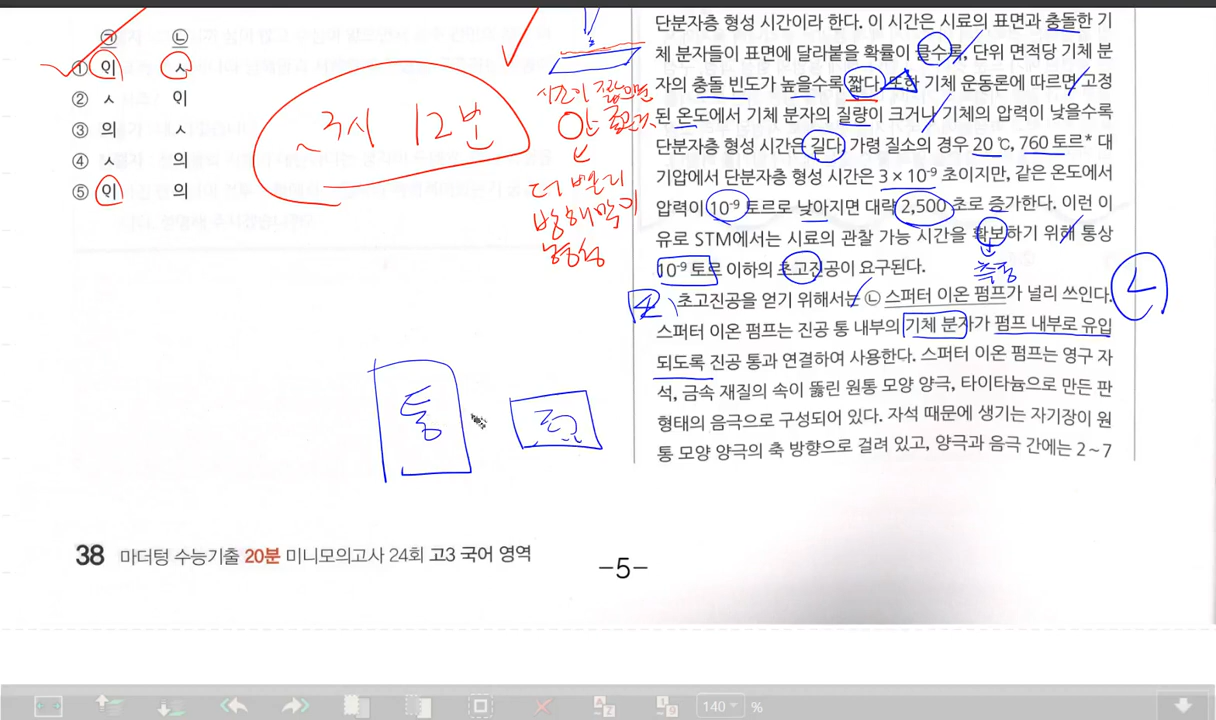 ㉠ ㉡
① 이 ㅅ
② ㅅ 이
③ 의 ㅅ
④ ㅅ 의
⑤ 이 의
~ 3시 12분
시간이 짧으면
안 좋은 것
더 빨리
방해막이
형성
통
펌프
단분자층 형성 시간이라 한다. 이 시간은 시료의 표면과 충돌한 기
체 분자들이 표면에 달라붙을 확률이 클수록, 단위 면적당 기체 분
자의 충돌 빈도가 높을수록 짧다. 또한 기체 운동론에 따르면 고정
된 온도에서 기체 분자의 질량이 크거나 기체의 압력이 낮을수록
단분자층 형성 시간은 길다. 가령 질소의 경우 20 ℃, 760 토르* 대
기압에서 단분자층 형성 시간은 3 × 10⁻⁹ 초이지만, 같은 온도에서
압력이 10⁻⁹ 토르로 낮아지면 대략 2,500 초로 증가한다. 이런 이
유로 STM에서는 시료의 관찰 가능 시간을 확보하기 위해 통상
10⁻⁹ 토르 이하의 초고진공이 요구된다.
측정
초고진공을 얻기 위해서는 ㉡ 스퍼터 이온 펌프가 널리 쓰인다.
스퍼터 이온 펌프는 진공 통 내부의 기체 분자가 펌프 내부로 유입
되도록 진공 통과 연결하여 사용한다. 스퍼터 이온 펌프는 영구 자
석, 금속 재질의 속이 뚫린 원통 모양 양극, 타이타늄으로 만든 판
형태의 음극으로 구성되어 있다. 자석 때문에 생기는 자기장이 원
통 모양 양극의 축 방향으로 걸려 있고, 양극과 음극 간에는 2 ~ 7
ㄴ
38 마더텅 수능기출 20분 미니모의고사 24회 고3 국어 영역
-5-
140 %